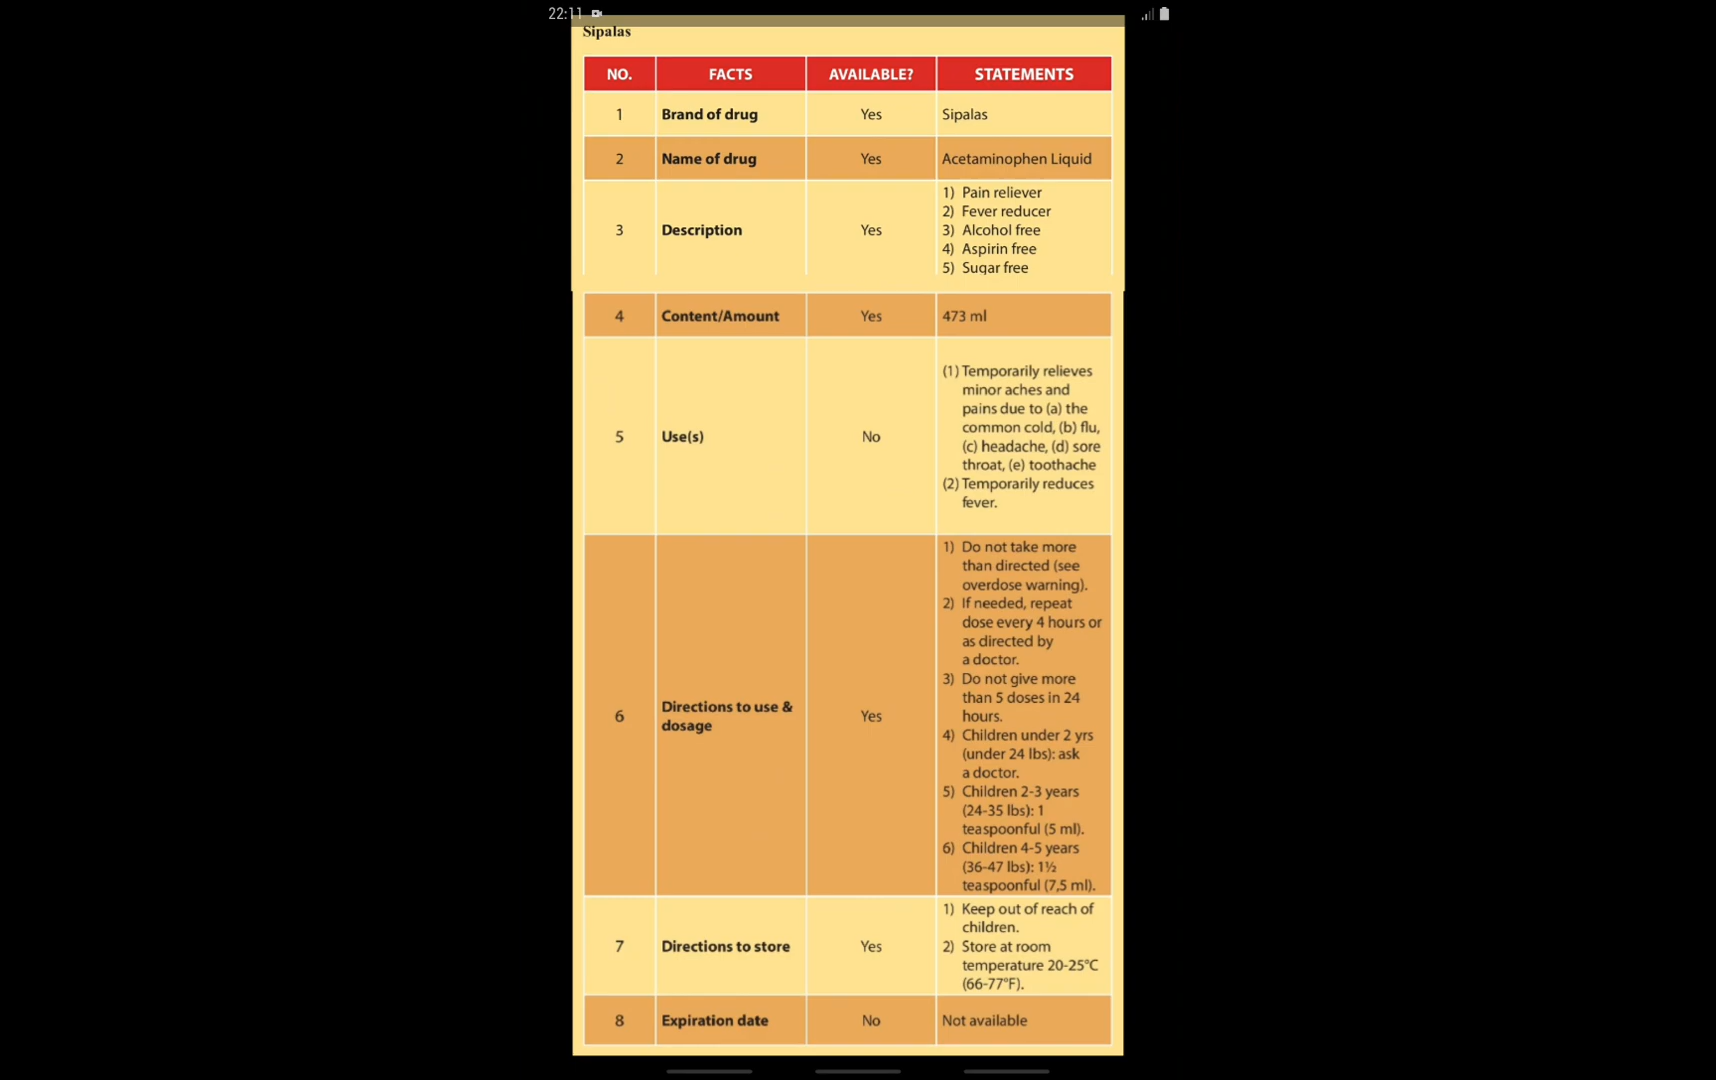 22:11
Sipalas
NO. FACTS AVAILABLE? STATEMENTS
1 Brand of drug Yes Sipalas
2 Name of drug Yes Acetaminophen Liquid
3 Description Yes 1) Pain reliever
2) Fever reducer
3) Alcohol free
4) Aspirin free
5) Sugar free
4 Content/Amount Yes 473 ml
5 Use(s) No (1) Temporarily relieves
minor aches and
pains due to (a) the
common cold, (b) flu,
(c) headache, (d) sore
throat, (e) toothache
(2) Temporarily reduces
fever.
6 Directions to use &
dosage
Yes
1) Do not take more
than directed (see
overdose warning).
2) If needed, repeat
dose every 4 hours or
as directed by
a doctor.
3) Do not give more
than 5 doses in 24
hours.
4) Children under 2 yrs
(under 24 lbs): ask
a doctor.
5) Children 2-3 years
(24-35 lbs): 1
teaspoonful (5 ml).
6) Children 4-5 years
(36-47 lbs): 1½
teaspoonful (7,5 ml).
7 Directions to store Yes 1) Keep out of reach of
children.
2) Store at room
temperature 20-25°C
(66-77°F).
8 Expiration date No Not available